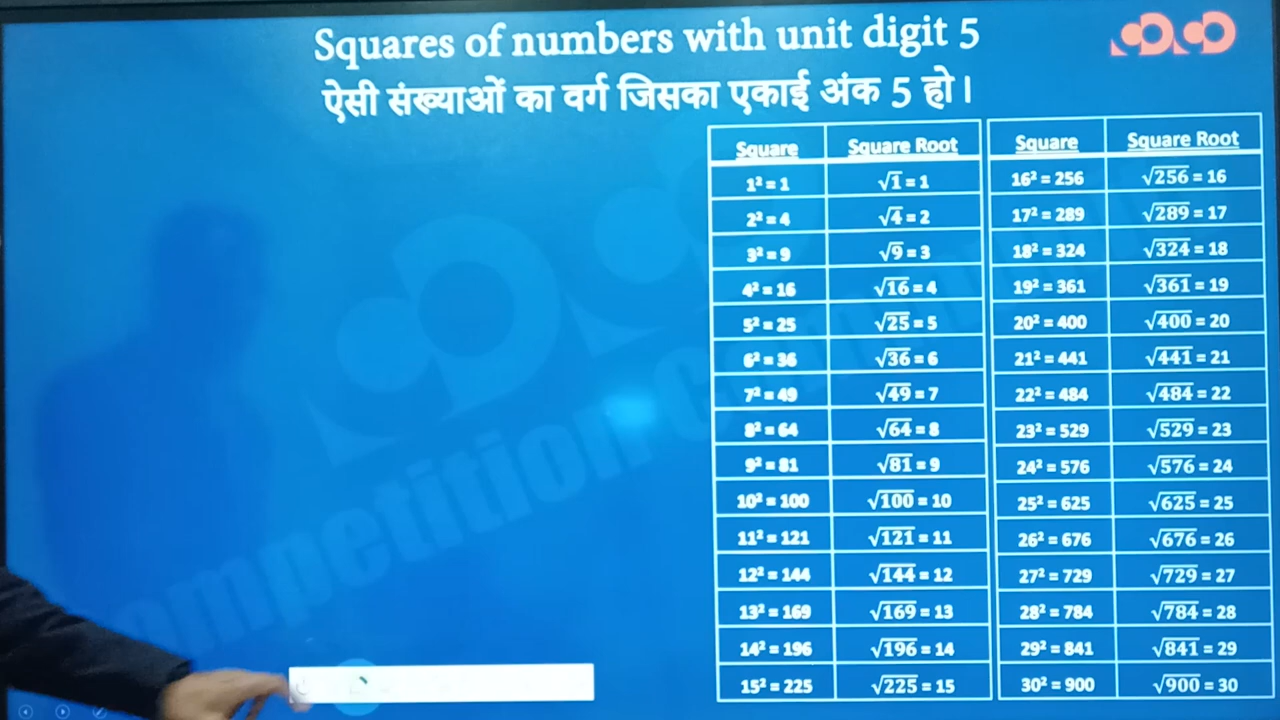 Squares of numbers with unit digit 5
ऐसी संख्याओं का वर्ग जिसका एकाई अंक 5 हो।
Square Square Root Square Square Root
1² = 1 √1 = 1 16² = 256 √256 = 16
2² = 4 √4 = 2 17² = 289 √289 = 17
3² = 9 √9 = 3 18² = 324 √324 = 18
4² = 16 √16 = 4 19² = 361 √361 = 19
5² = 25 √25 = 5 20² = 400 √400 = 20
6² = 36 √36 = 6 21² = 441 √441 = 21
7² = 49 √49 = 7 22² = 484 √484 = 22
8² = 64 √64 = 8 23² = 529 √529 = 23
9² = 81 √81 = 9 24² = 576 √576 = 24
10² = 100 √100 = 10 25² = 625 √625 = 25
11² = 121 √121 = 11 26² = 676 √676 = 26
12² = 144 √144 = 12 27² = 729 √729 = 27
13² = 169 √169 = 13 28² = 784 √784 = 28
14² = 196 √196 = 14 29² = 841 √841 = 29
15² = 225 √225 = 15 30² = 900 √900 = 30